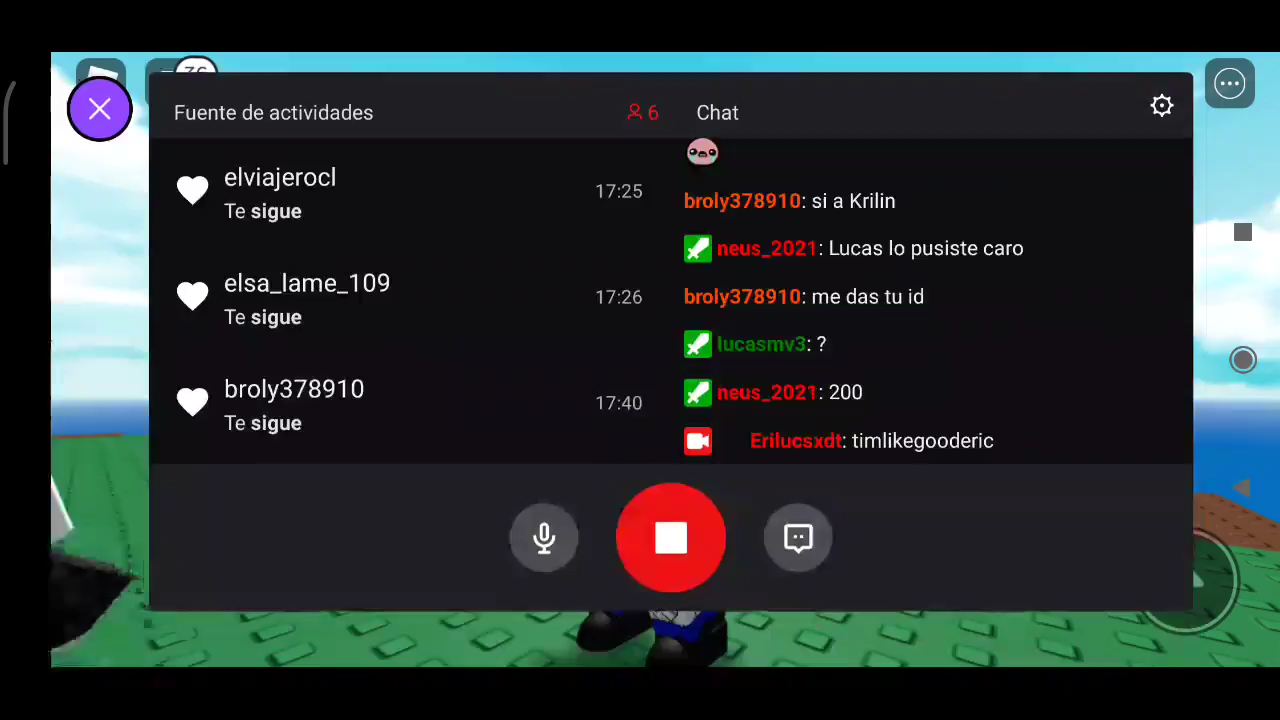 Fuente de actividades
6
Chat
elviajerocl
Te sigue
17:25
elsa_lame_109
Te sigue
17:26
broly378910
Te sigue
17:40
broly378910: si a Krilin
neus_2021: Lucas lo pusiste caro
broly378910: me das tu id
lucasmv3: ?
neus_2021: 200
Erilucsxdt: timlikegooderic